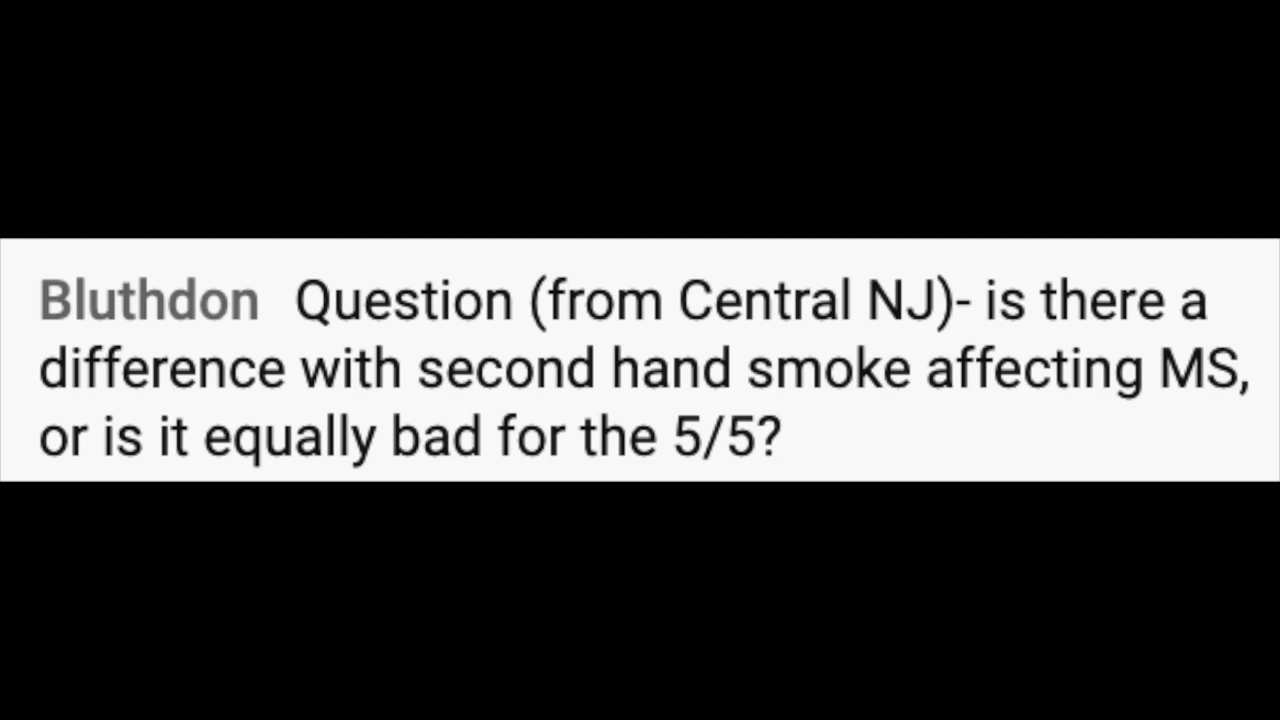 Bluthdon Question (from Central NJ)- is there a
difference with second hand smoke affecting MS,
or is it equally bad for the 5/5?